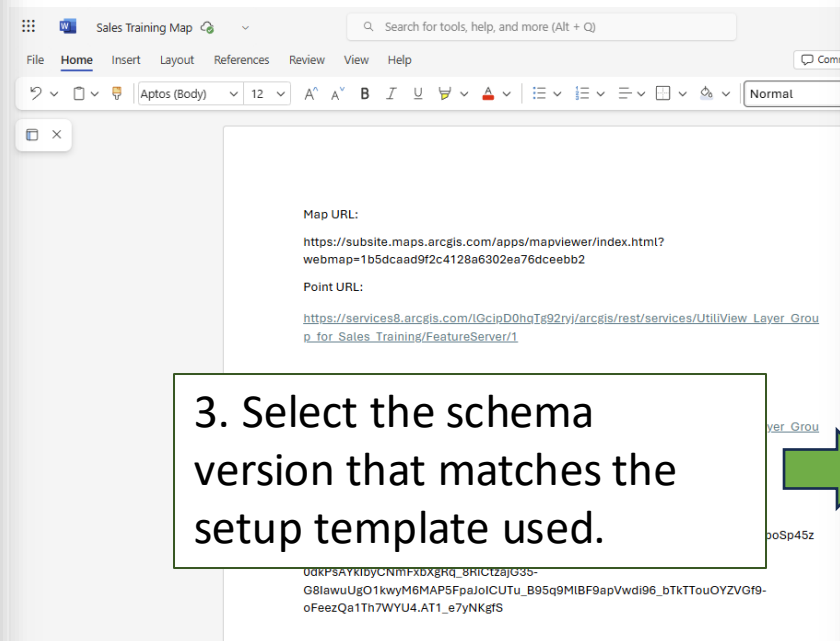 Sales Training Map
Search for tools, help, and more (Alt + Q)
File Home Insert Layout References Review View Help
Aptos (Body) 12 A^ A˅ B I U A Normal
Map URL:
https://subsite.maps.arcgis.com/apps/mapviewer/index.html?
webmap=1b5dcaad9f2c4128a6302ea76dceebb2
Point URL:
https://services8.arcgis.com/lGcipD0hqTg92ryj/arcgis/rest/services/UtiliView_Layer_Grou
p_for_Sales_Training/FeatureServer/1
yer_Grou
3. Select the schema
version that matches the
setup template used.
ooSp45z
G8IawuUgO1kwyM6MAP5FpaJoICUTu_B95q9MlBF9apVwdi96_bTkTTouOYZVGf9-
oFeezQa1Th7WYU4.AT1_e7yNKgfS